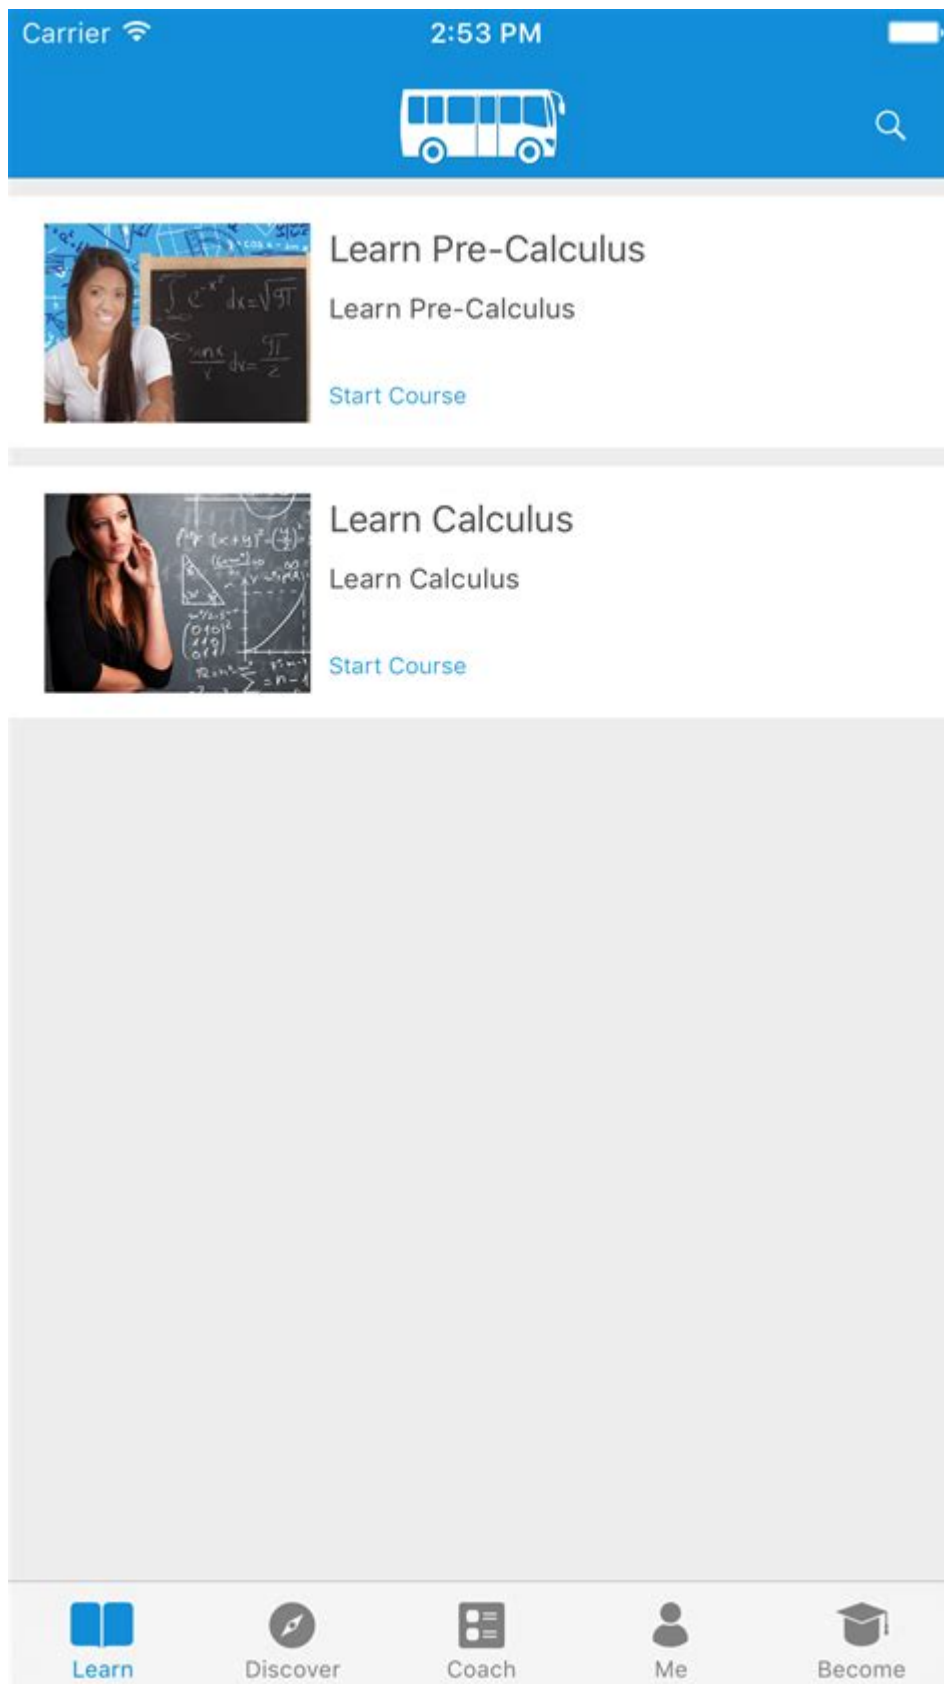 Carrier 2:53 PM
Learn Pre-Calculus
Learn Pre-Calculus
Start Course
Learn Calculus
Learn Calculus
Start Course
Learn Discover Coach Me Become